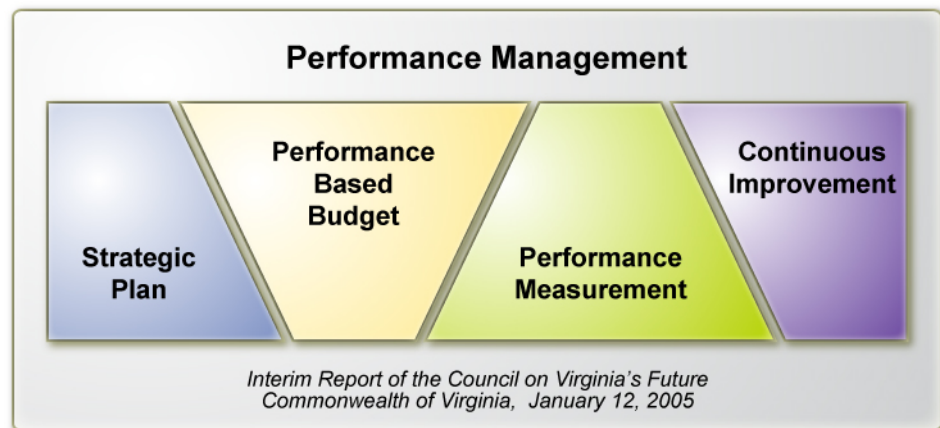 Performance Management
Strategic
Plan
Performance
Based
Budget
Performance
Measurement
Continuous
Improvement
Interim Report of the Council on Virginia's Future
Commonwealth of Virginia,  January 12, 2005